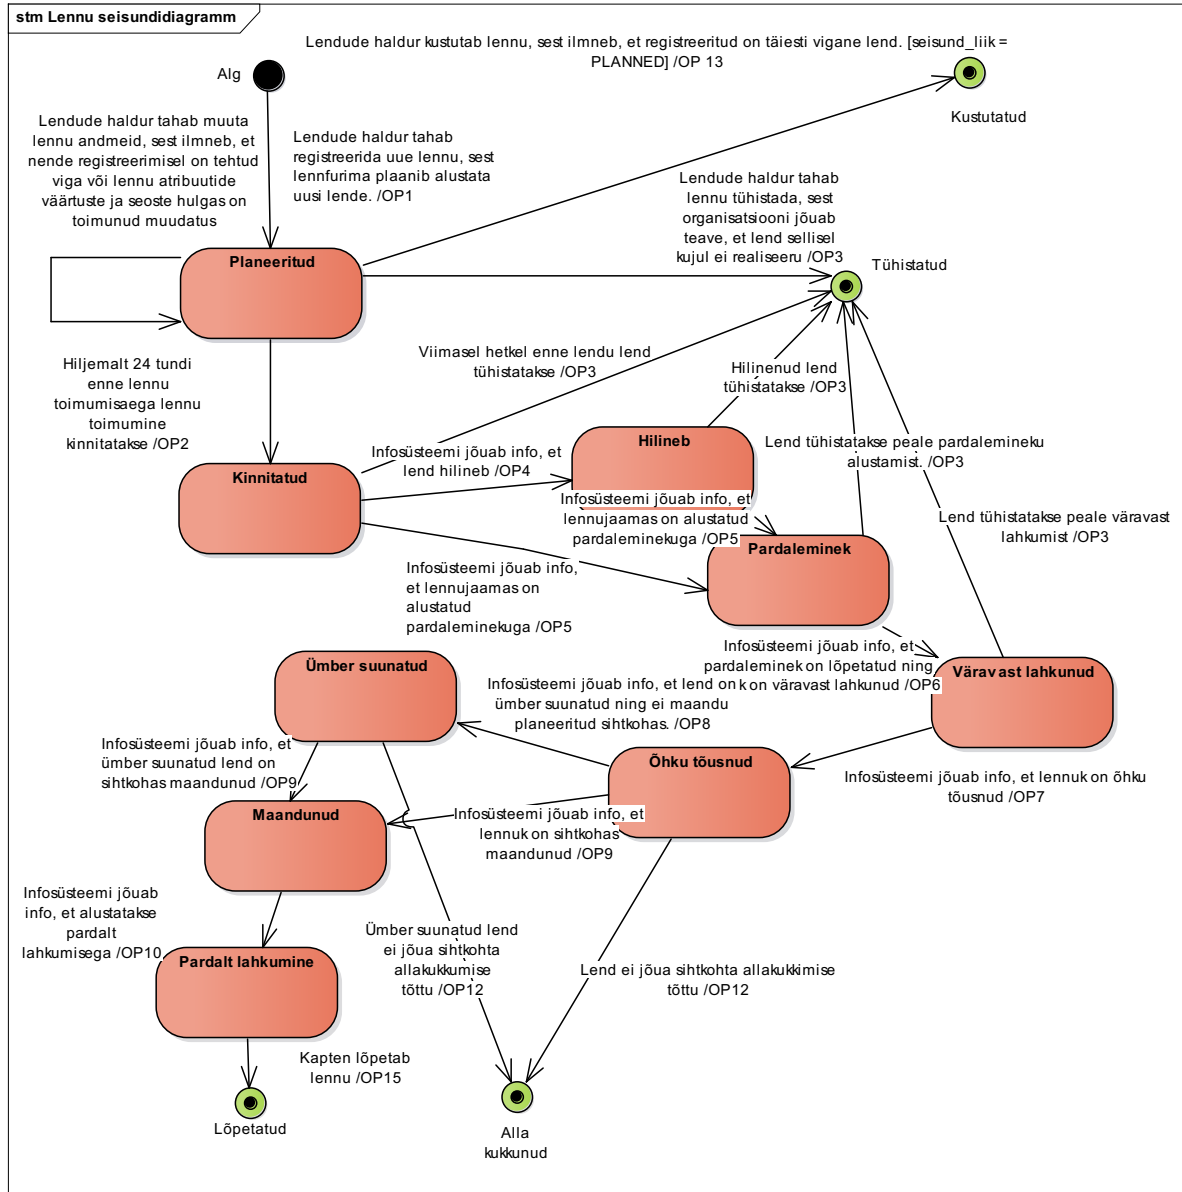 stm Lennu seisundidiagramm
Lendude haldur kustutab lennu, sest ilmneb, et registreeritud on täiesti vigane lend. [seisund_liik =
PLANNED] /OP 13
Alg
Kustutatud
Lendude haldur tahab muuta
lennu andmeid, sest ilmneb, et
nende registreerimisel on tehtud
viga või lennu atribuutide
väärtuste ja seoste hulgas on
toimunud muudatus
Lendude haldur tahab
registreerida uue lennu, sest
lennfurima plaanib alustata
uusi lende. /OP1
Lendude haldur tahab
lennu tühistada, sest
organisatsiooni jõuab
teave, et lend sellisel
kujul ei realiseeru /OP3
Planeeritud
Tühistatud
Hiljemalt 24 tundi
enne lennu
toimumisaega lennu
toimumine
kinnitatakse /OP2
Viimasel hetkel enne lendu lend
tühistatakse /OP3
Hilinenud lend
tühistatakse /OP3
Hilineb
Infosüsteemi jõuab info, et
lend hilineb /OP4
Lend tühistatakse peale pardalemineku
alustamist. /OP3
Kinnitatud
Infosüsteemi jõuab info, et
lennujaamas on alustatud
pardaleminekuga /OP5
Lend tühistatakse peale väravast
lahkumist /OP3
Pardaleminek
Infosüsteemi jõuab info,
et lennujaamas on
alustatud
pardaleminekuga /OP5
Infosüsteemi jõuab info, et
pardaleminek on lõpetatud ning
k on väravast lahkunud /OP6
Väravast lahkunud
Ümber suunatud
Infosüsteemi jõuab info, et lend on
ümber suunatud ning ei maandu
planeeritud sihtkohas. /OP8
Infosüsteemi jõuab info, et
ümber suunatud lend on
sihtkohas maandunud /OP9
Õhku tõusnud
Infosüsteemi jõuab info, et lennuk on õhku
tõusnud /OP7
Maandunud
Infosüsteemi jõuab info, et
lennuk on sihtkohas
maandunud /OP9
Infosüsteemi jõuab
info, et alustatakse
pardalt
lahkumisega /OP10
Ümber suunatud lend
ei jõua sihtkohta
allakukkumise
tõttu /OP12
Lend ei jõua sihtkohta allakukkimise
tõttu /OP12
Pardalt lahkumine
Kapten lõpetab
lennu /OP15
Lõpetatud
Alla
kukkunud